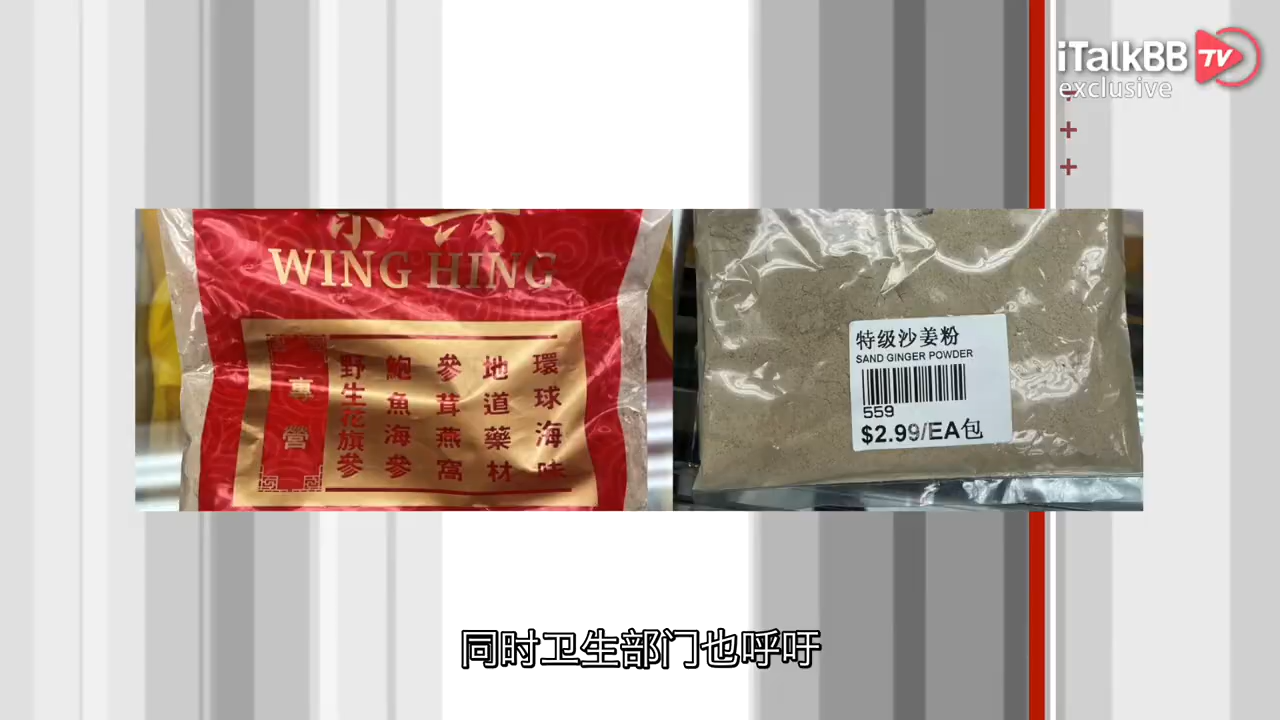 iTalkBB TV
exclusive
WING HING
專營
環球海味
地道藥材
參茸燕窩
鮑魚海參
野生花旗參
特级沙姜粉
SAND GINGER POWDER
559
$2.99/EA包
同时卫生部门也呼吁